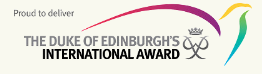 Proud to deliver
THE DUKE OF EDINBURGH'S
INTERNATIONAL AWARD